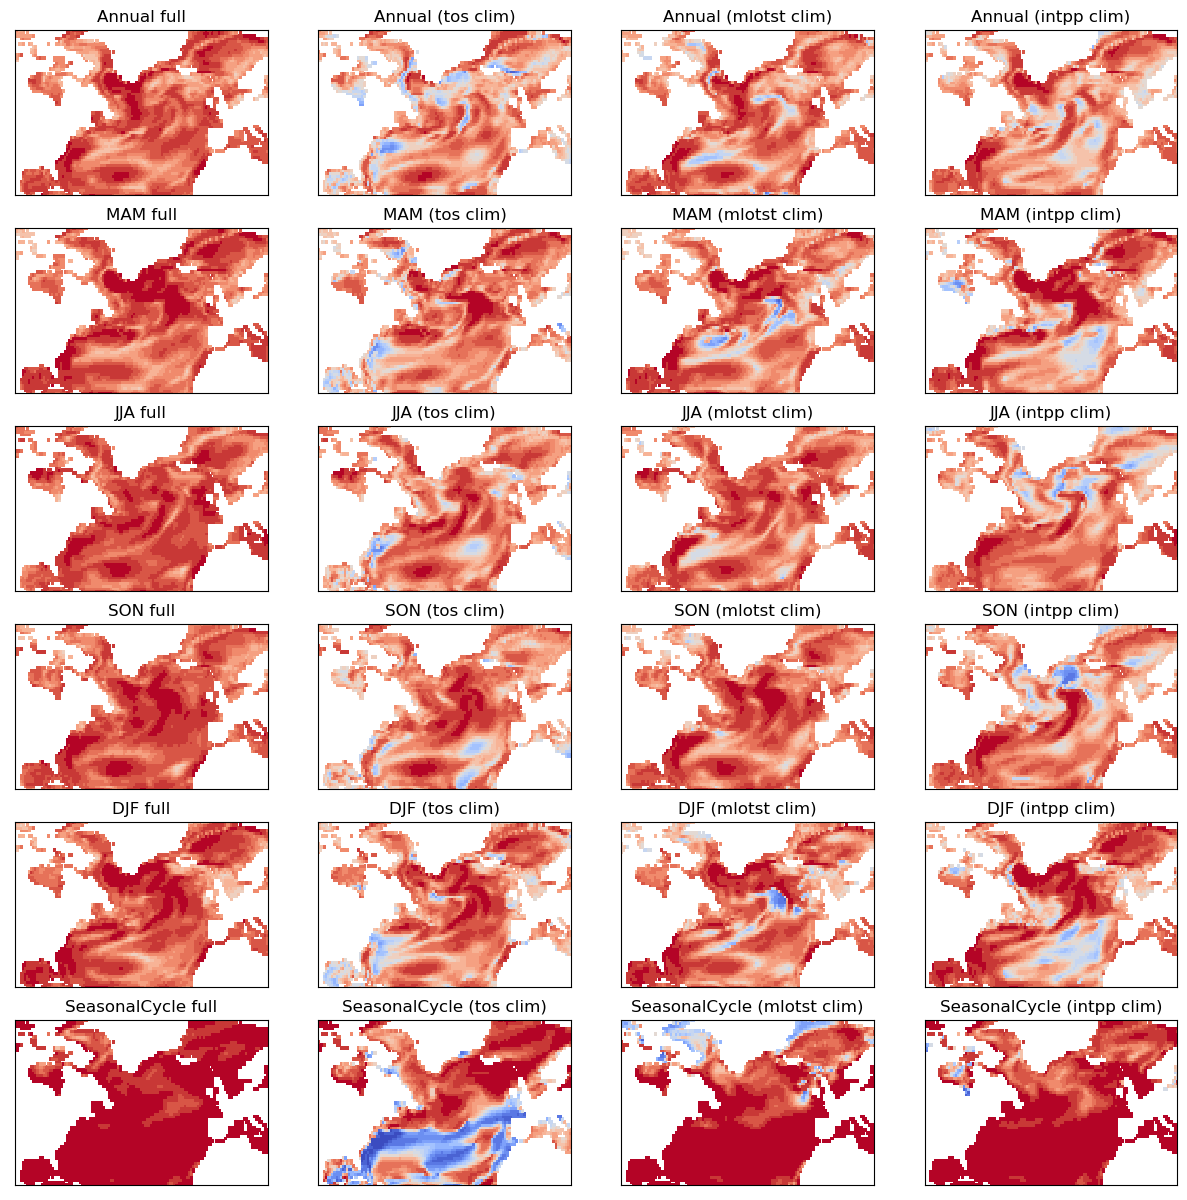 Annual full
Annual (tos clim)
Annual (mlotst clim)
Annual (intpp clim)
MAM full
MAM (tos clim)
MAM (mlotst clim)
MAM (intpp clim)
JJA full
JJA (tos clim)
JJA (mlotst clim)
JJA (intpp clim)
SON full
SON (tos clim)
SON (mlotst clim)
SON (intpp clim)
DJF full
DJF (tos clim)
DJF (mlotst clim)
DJF (intpp clim)
SeasonalCycle full
SeasonalCycle (tos clim)
SeasonalCycle (mlotst clim)
SeasonalCycle (intpp clim)